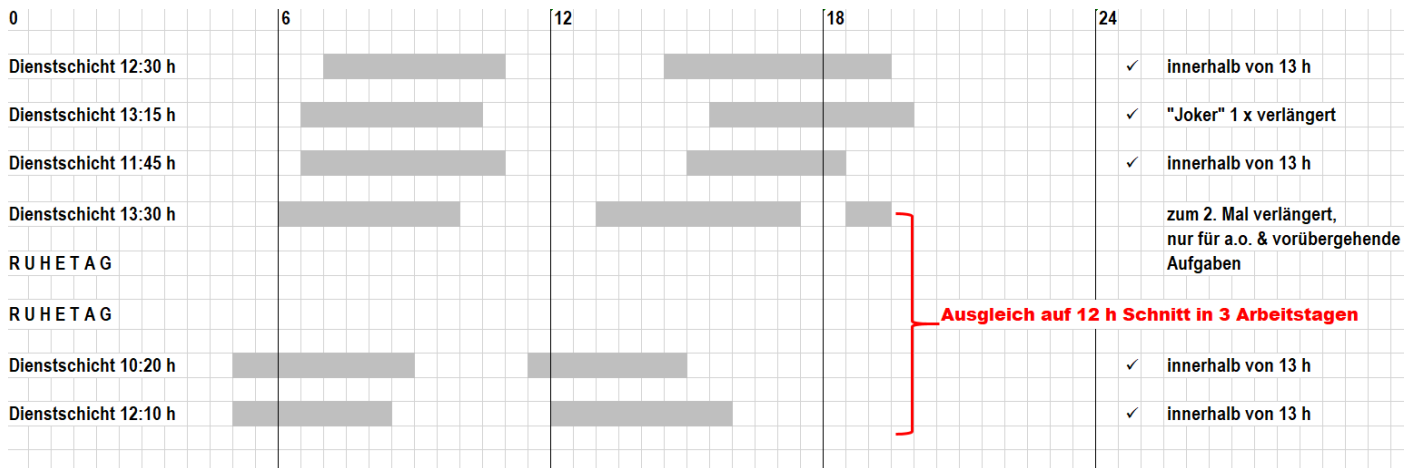 0 6 12 18 24
Dienstschicht 12:30 h ✓ innerhalb von 13 h
Dienstschicht 13:15 h ✓ "Joker" 1 x verlängert
Dienstschicht 11:45 h ✓ innerhalb von 13 h
Dienstschicht 13:30 h zum 2. Mal verlängert,
nur für a.o. & vorübergehende
R U H E T A G Aufgaben
R U H E T A G Ausgleich auf 12 h Schnitt in 3 Arbeitstagen
Dienstschicht 10:20 h ✓ innerhalb von 13 h
Dienstschicht 12:10 h ✓ innerhalb von 13 h